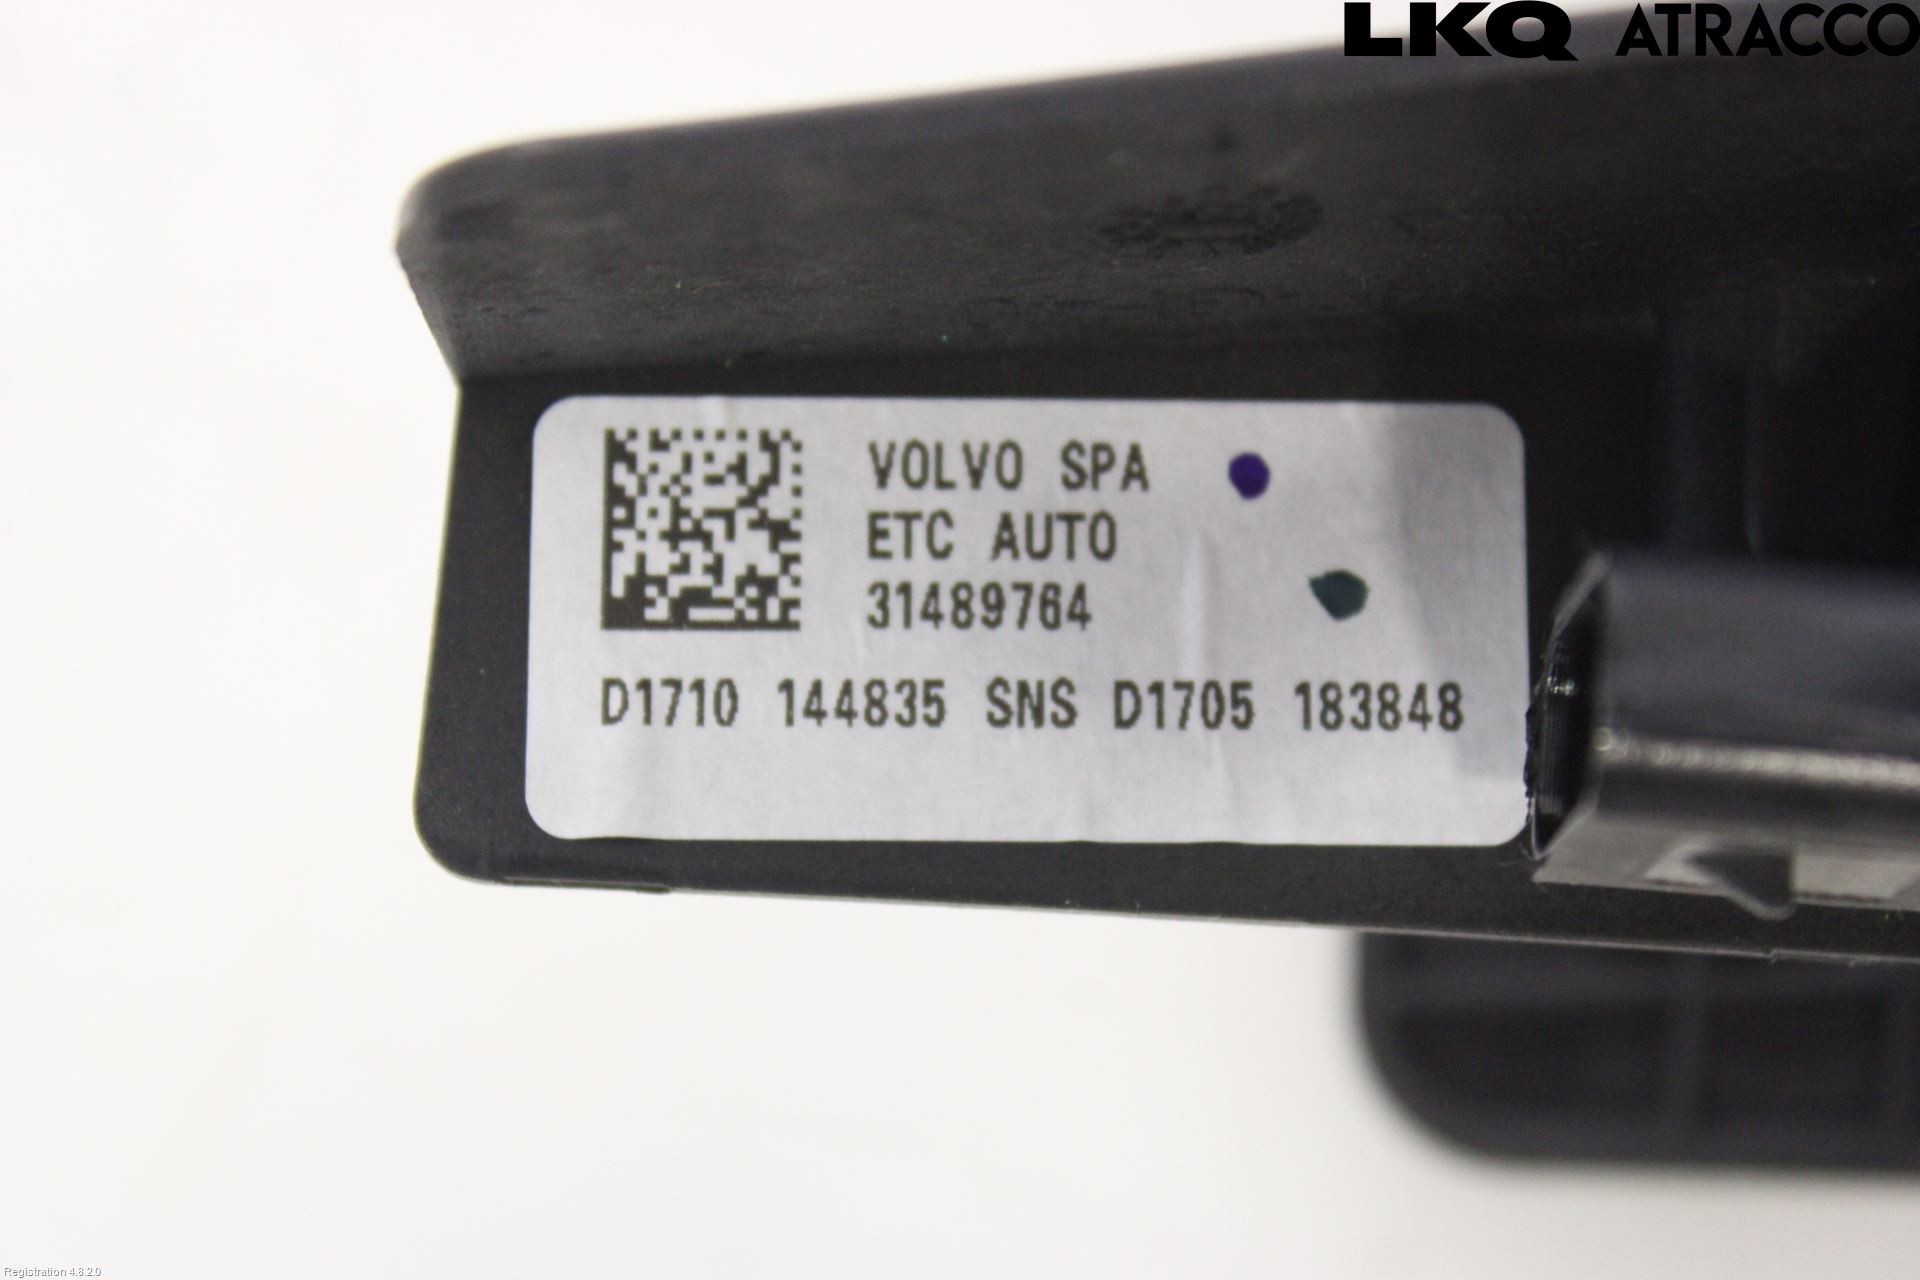 LKQ ATRACCO
VOLVO SPA
ETC AUTO
31489764
D1710 144835 SNS D1705 183848
Registration 4.8.2.0